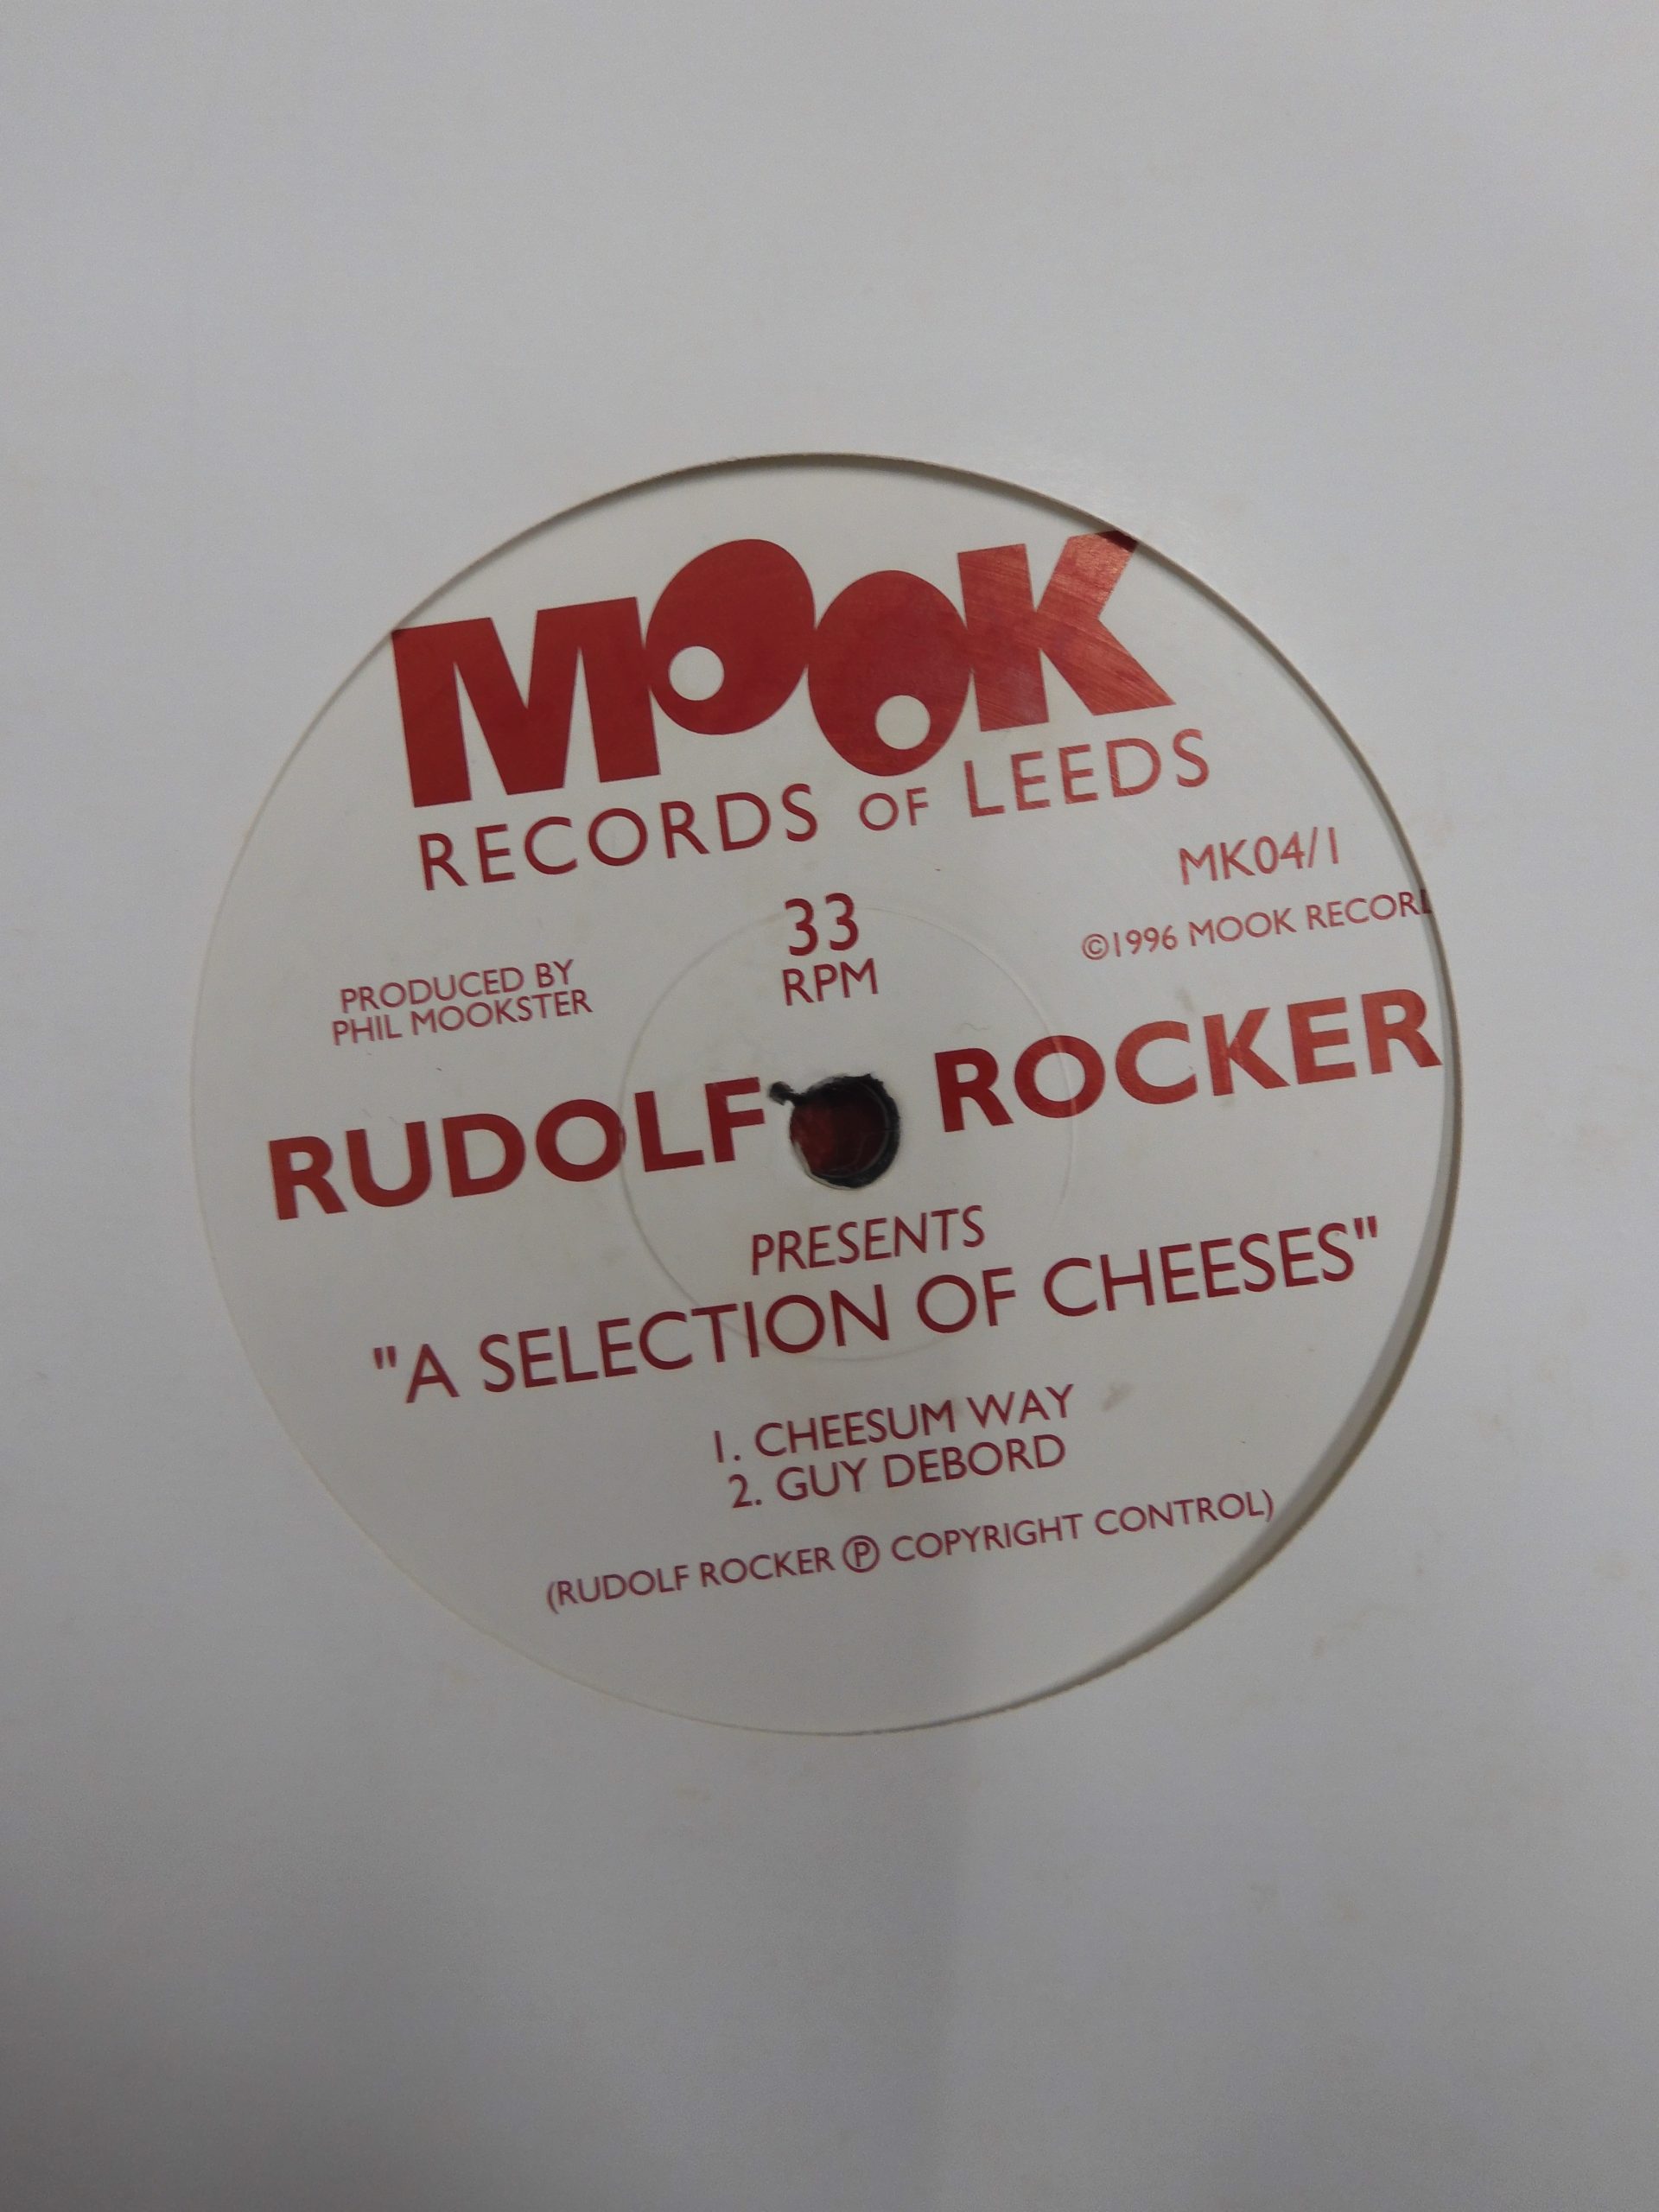 MOOK
RECORDS OF LEEDS
MK04/1
33
RPM
©1996 MOOK RECORD
PRODUCED BY
PHIL MOOKSTER
RUDOLF ROCKER
PRESENTS
"A SELECTION OF CHEESES"
1. CHEESUM WAY
2. GUY DEBORD
(RUDOLF ROCKER ℗ COPYRIGHT CONTROL)